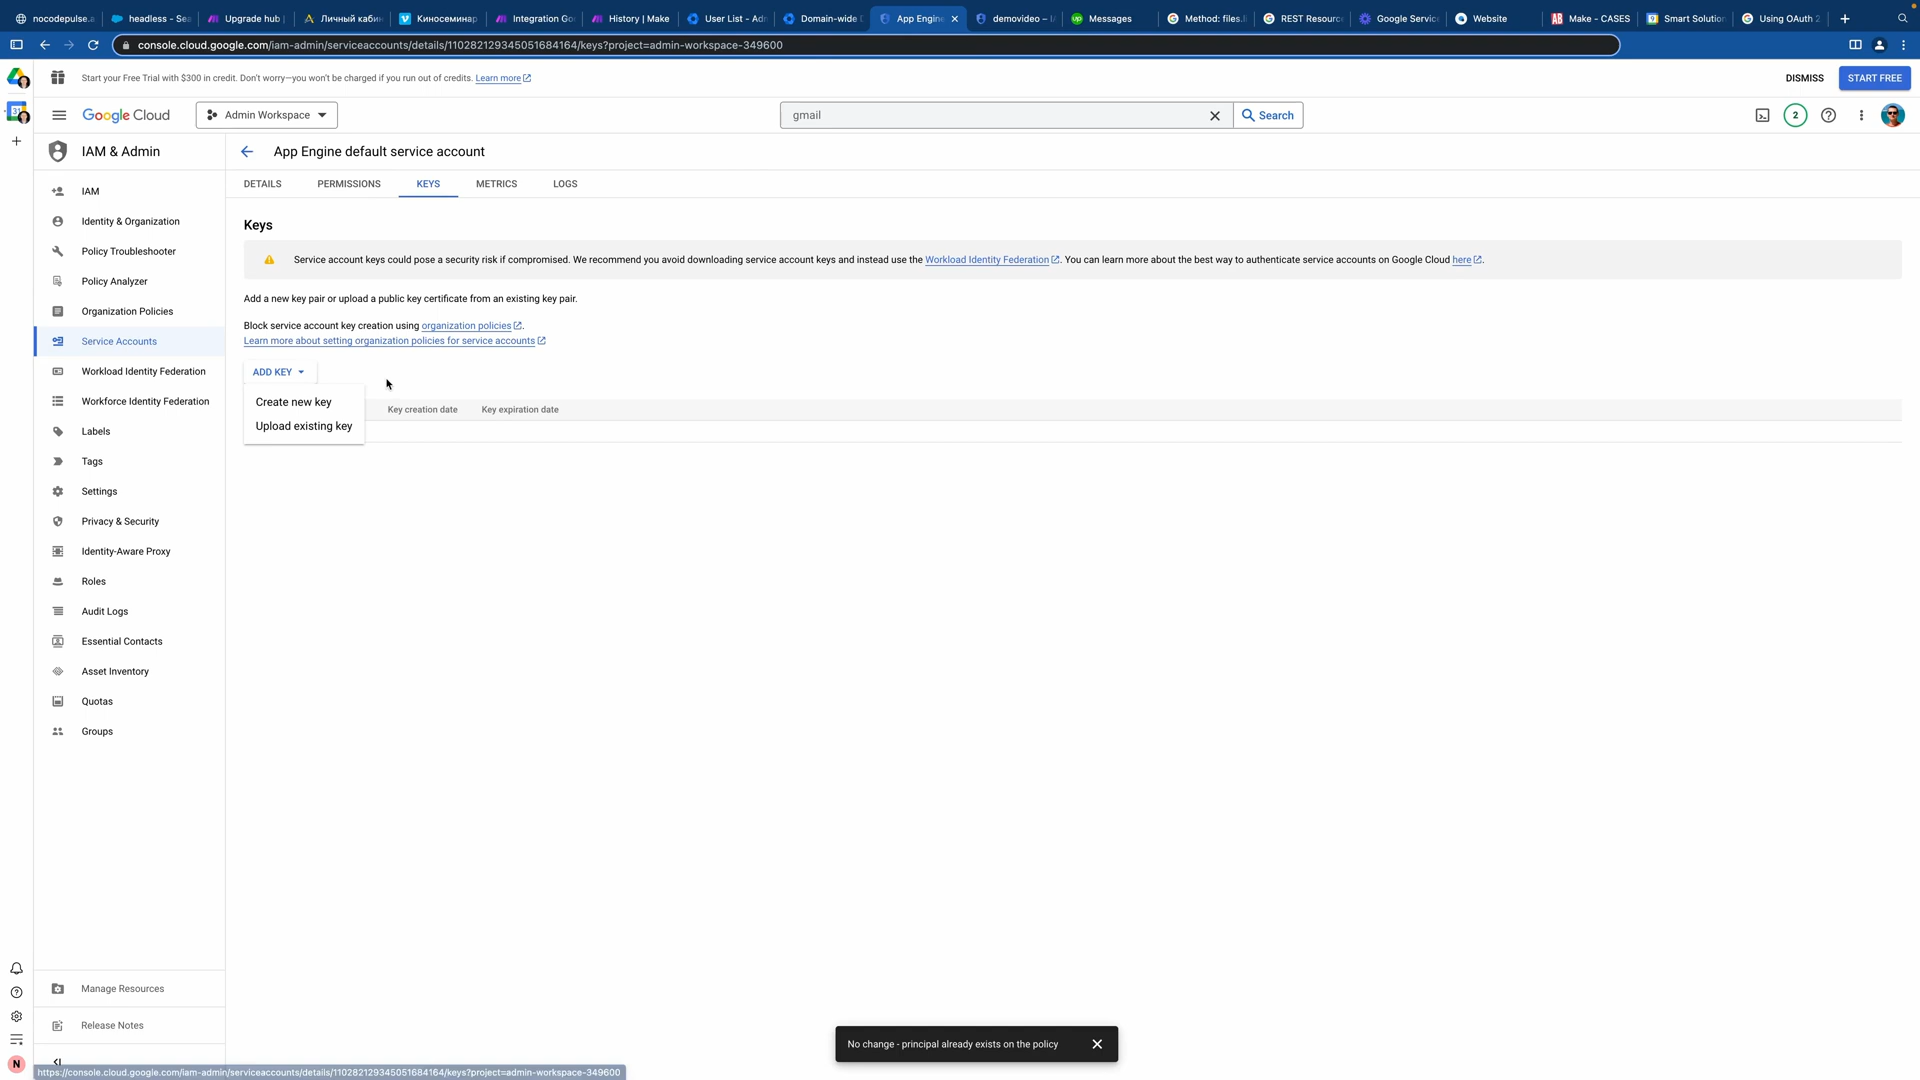 nocodepulse.a
headless - Sea
Upgrade hub
Личный каби
Киносеминар
Integration Go
History | Make
User List - Adn
Domain-wide D
App Engine
demovideo – IA
Messages
Method: files.l
REST Resourc
Google Service
Website
Make - CASES
Smart Solution
Using OAuth 2
console.cloud.google.com/iam-admin/serviceaccounts/details/110282129345051684164/keys?project=admin-workspace-349600
Start your Free Trial with $300 in credit. Don't worry—you won't be charged if you run out of credits. Learn more
DISMISS
START FREE
Google Cloud
Admin Workspace
gmail
Search
2
IAM & Admin
App Engine default service account
DETAILS
PERMISSIONS
KEYS
METRICS
LOGS
IAM
Identity & Organization
Policy Troubleshooter
Policy Analyzer
Organization Policies
Service Accounts
Workload Identity Federation
Workforce Identity Federation
Labels
Tags
Settings
Privacy & Security
Identity-Aware Proxy
Roles
Audit Logs
Essential Contacts
Asset Inventory
Quotas
Groups
Manage Resources
Release Notes
Keys
Service account keys could pose a security risk if compromised. We recommend you avoid downloading service account keys and instead use the Workload Identity Federation. You can learn more about the best way to authenticate service accounts on Google Cloud here.
Add a new key pair or upload a public key certificate from an existing key pair.
Block service account key creation using organization policies.
Learn more about setting organization policies for service accounts
ADD KEY
Create new key
Upload existing key
Key creation date
Key expiration date
No change - principal already exists on the policy
N
https://console.cloud.google.com/iam-admin/serviceaccounts/details/110282129345051684164/keys?project=admin-workspace-349600